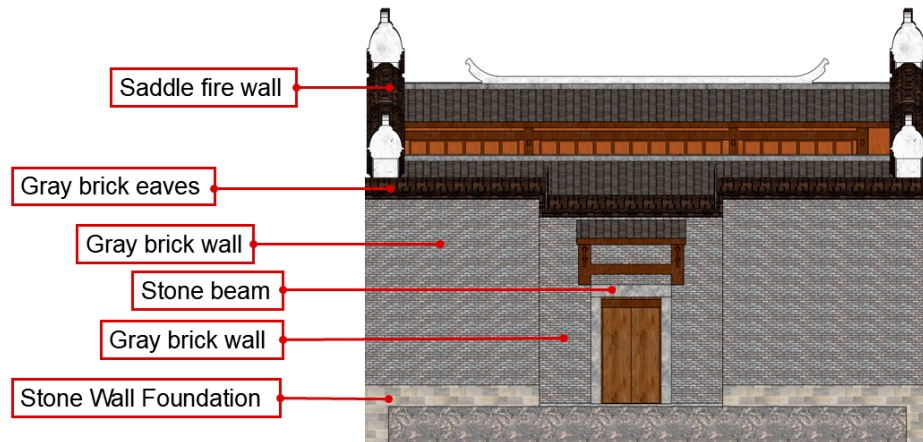 Saddle fire wall
Gray brick eaves
Gray brick wall
Stone beam
Gray brick wall
Stone Wall Foundation